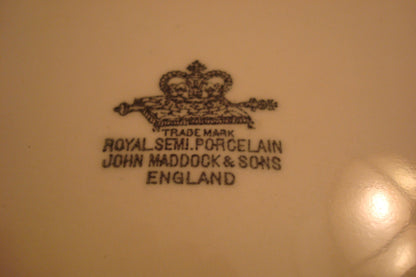 TRADE MARK
ROYAL.SEMI.PORCELAIN
JOHN MADDOCK & SONS
ENGLAND